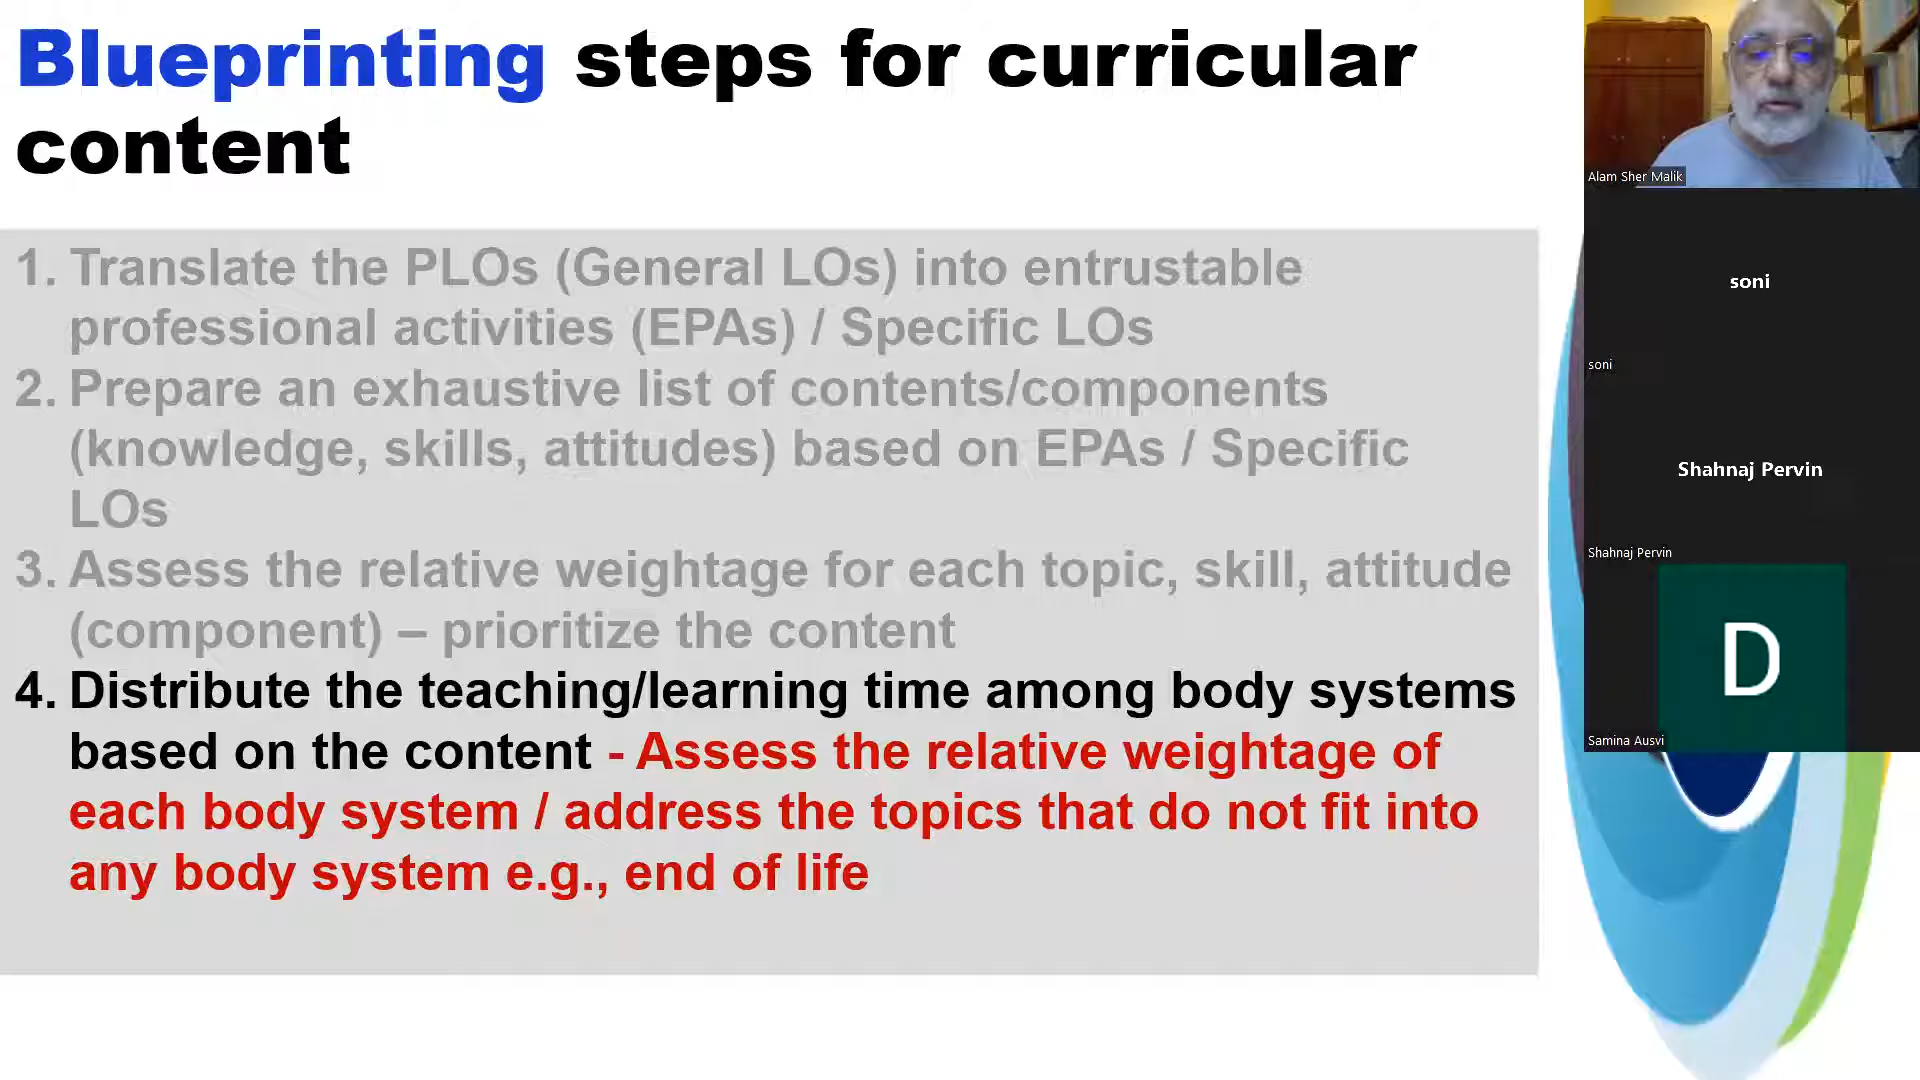 Blueprinting steps for curricular
content
1. Translate the PLOs (General LOs) into entrustable
professional activities (EPAs) / Specific LOs
2. Prepare an exhaustive list of contents/components
(knowledge, skills, attitudes) based on EPAs / Specific
LOs
3. Assess the relative weightage for each topic, skill, attitude
(component) – prioritize the content
4. Distribute the teaching/learning time among body systems
based on the content - Assess the relative weightage of
each body system / address the topics that do not fit into
any body system e.g., end of life
Alam Sher Malik
soni
soni
Shahnaj Pervin
Shahnaj Pervin
D
Samina Ausvi